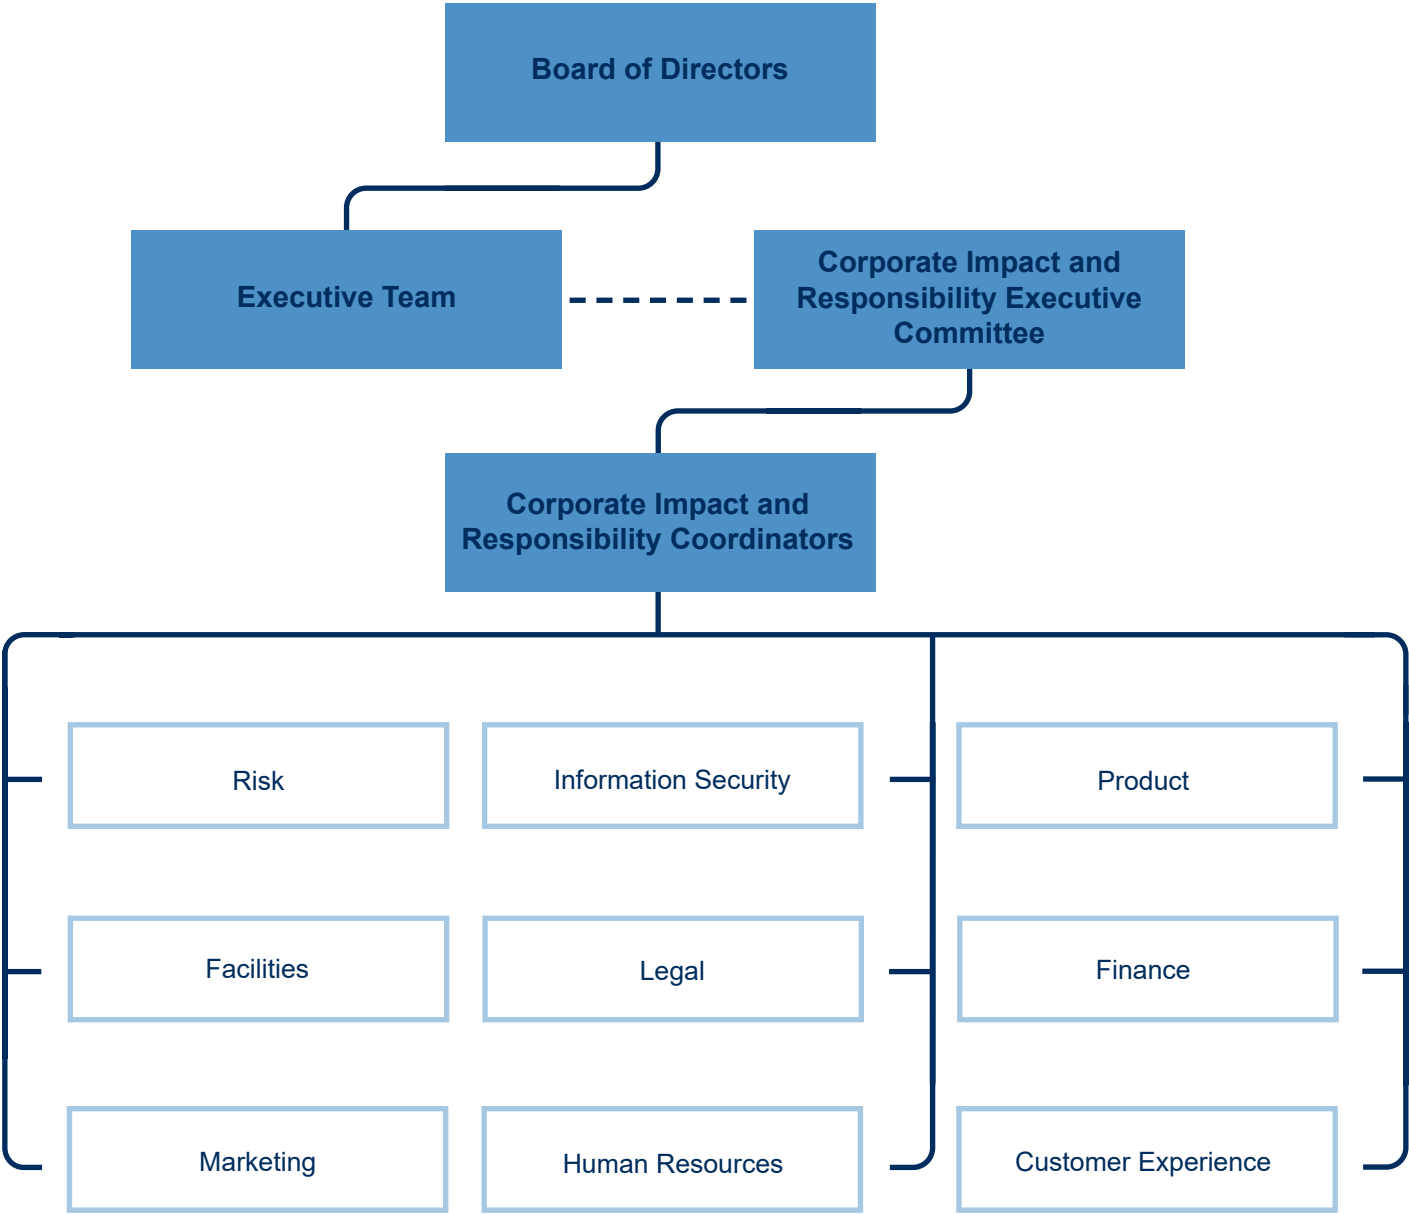 Board of Directors
Executive Team
Corporate Impact and
Responsibility Executive
Committee
Corporate Impact and
Responsibility Coordinators
Risk
Information Security
Product
Facilities
Legal
Finance
Marketing
Human Resources
Customer Experience